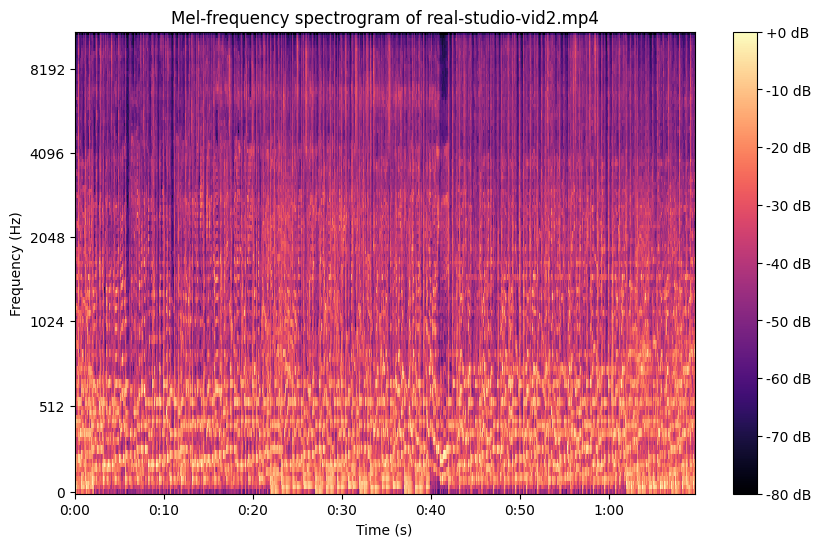 Mel-frequency spectrogram of real-studio-vid2.mp4
+0 dB
8192
-10 dB
4096
-20 dB
-30 dB
Frequency (Hz)
2048
-40 dB
1024
-50 dB
512
-60 dB
-70 dB
0
-80 dB
0:00 0:10 0:20 0:30 0:40 0:50 1:00
Time (s)